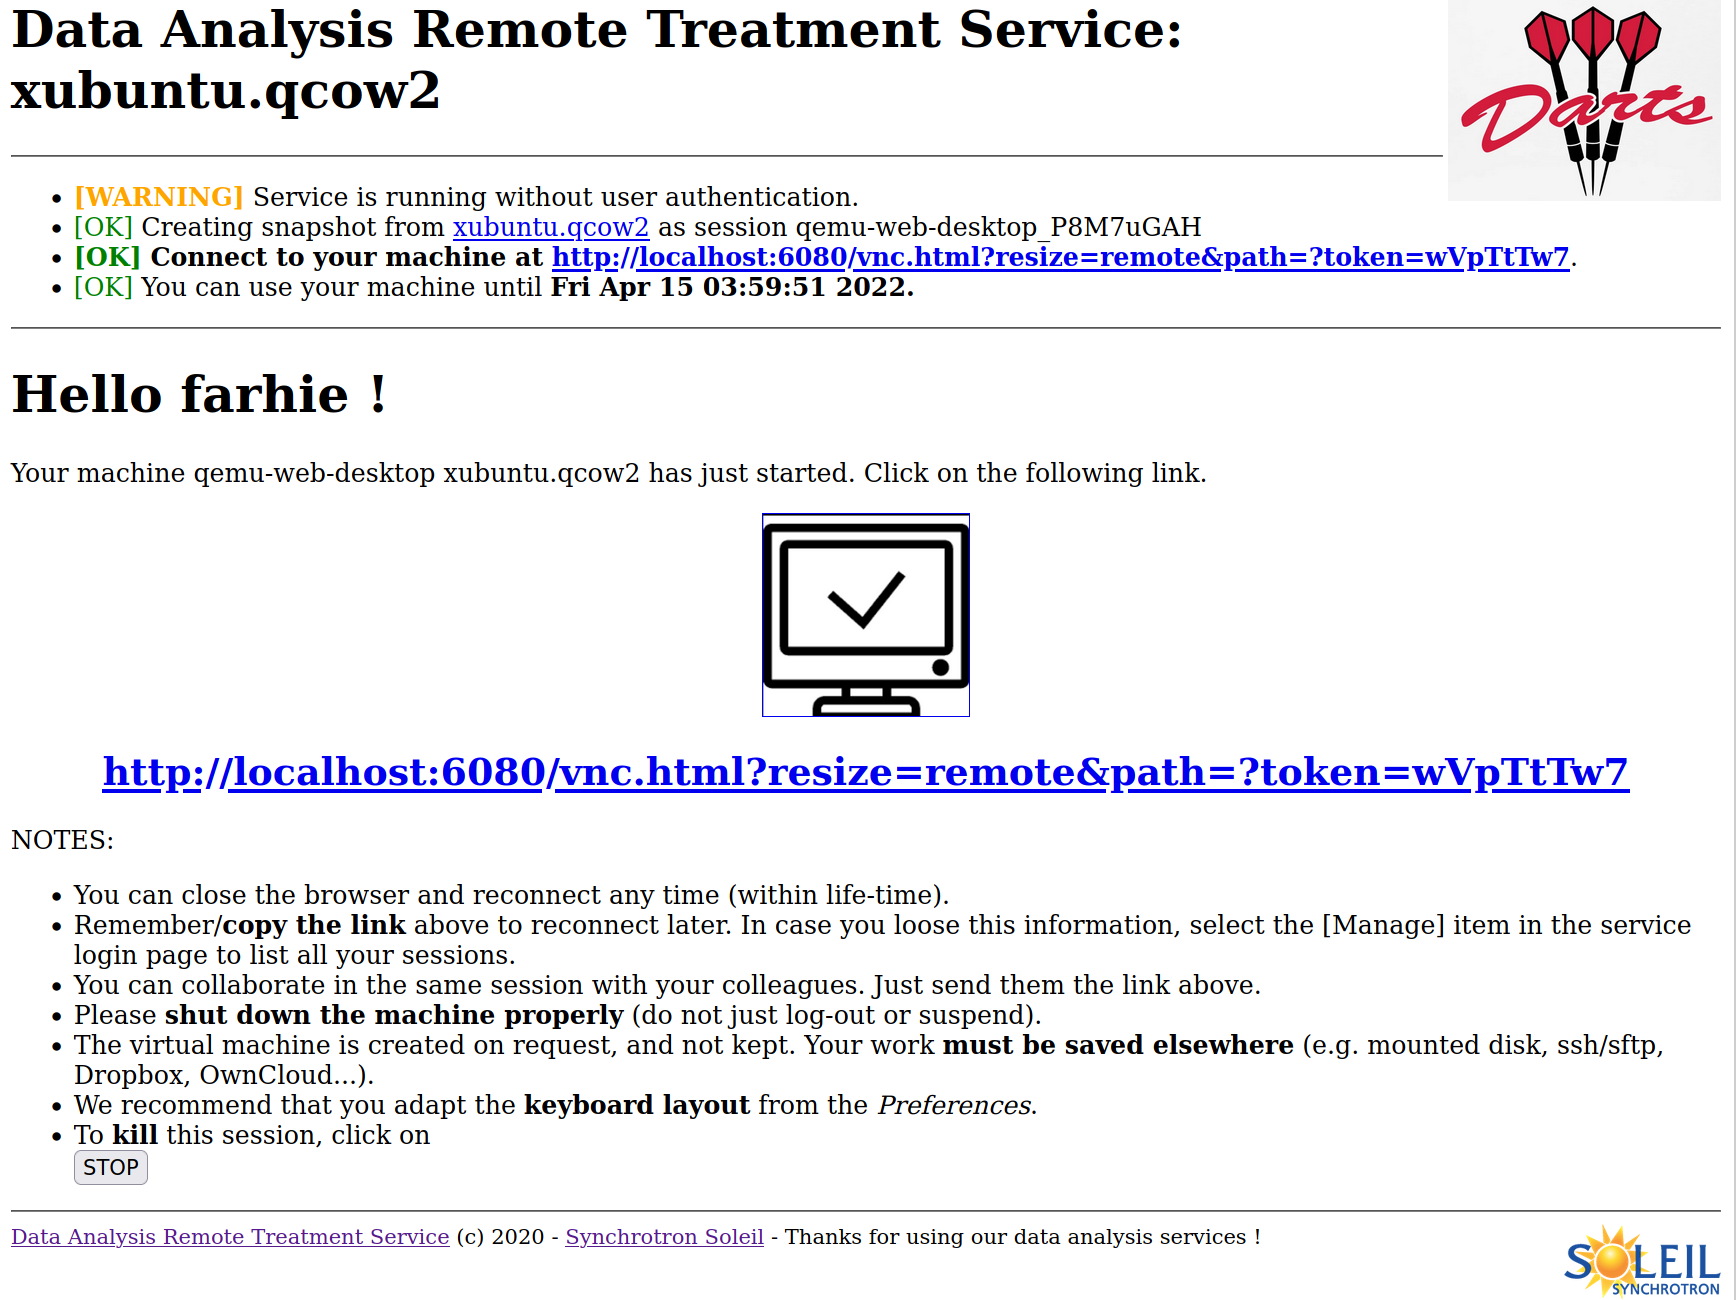 Data Analysis Remote Treatment Service:
xubuntu.qcow2
Darts
[WARNING] Service is running without user authentication.
[OK] Creating snapshot from xubuntu.qcow2 as session qemu-web-desktop_P8M7uGAH
[OK] Connect to your machine at http://localhost:6080/vnc.html?resize=remote&path=?token=wVpTtTw7.
[OK] You can use your machine until Fri Apr 15 03:59:51 2022.
Hello farhie !
Your machine qemu-web-desktop xubuntu.qcow2 has just started. Click on the following link.
http://localhost:6080/vnc.html?resize=remote&path=?token=wVpTtTw7
NOTES:
You can close the browser and reconnect any time (within life-time).
Remember/copy the link above to reconnect later. In case you loose this information, select the [Manage] item in the service
login page to list all your sessions.
You can collaborate in the same session with your colleagues. Just send them the link above.
Please shut down the machine properly (do not just log-out or suspend).
The virtual machine is created on request, and not kept. Your work must be saved elsewhere (e.g. mounted disk, ssh/sftp,
Dropbox, OwnCloud...).
We recommend that you adapt the keyboard layout from the Preferences.
To kill this session, click on
STOP
Data Analysis Remote Treatment Service (c) 2020 - Synchrotron Soleil - Thanks for using our data analysis services !
SOLEIL
SYNCHROTRON